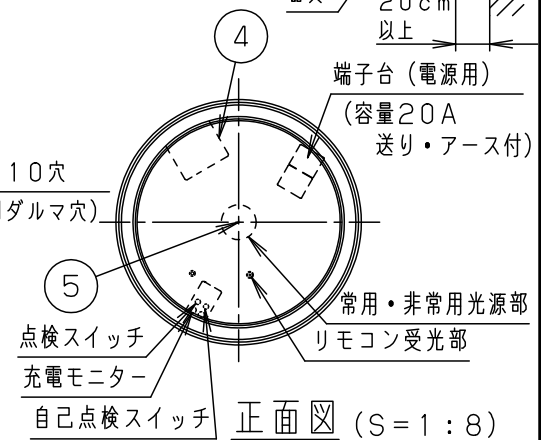 20cm
以上
④
端子台（電源用）
（容量20A
送り・アース付）
10穴
ダルマ穴）
⑤
常用・非常用光源部
リモコン受光部
点検スイッチ
充電モニター
自己点検スイッチ
正面図 (S=1:8)